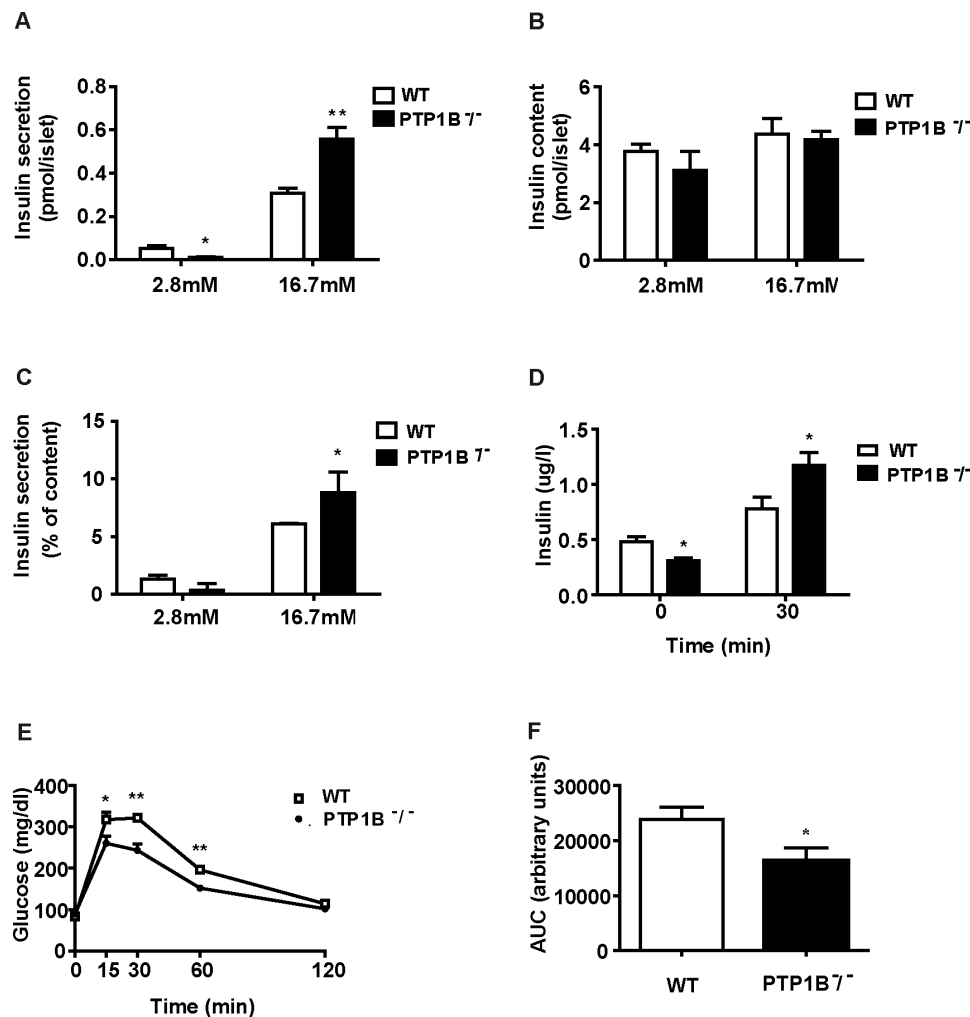 A
Insulin secretion
(pmol/islet)
0.8
0.6
0.4
0.2
0.0
**
*
2.8mM
16.7mM
WT
PTP1B -/-
B
Insulin content
(pmol/islet)
6
4
2
0
2.8mM
16.7mM
WT
PTP1B -/-
C
Insulin secretion
(% of content)
15
10
5
0
*
2.8mM
16.7mM
WT
PTP1B -/-
D
Insulin (ug/l)
1.5
1.0
0.5
0.0
*
*
0
30
Time (min)
WT
PTP1B -/-
E
Glucose (mg/dl)
400
300
200
100
0
*
**
**
0
15
30
60
120
Time (min)
WT
PTP1B -/-
F
AUC (arbitrary units)
30000
20000
10000
0
*
WT
PTP1B -/-